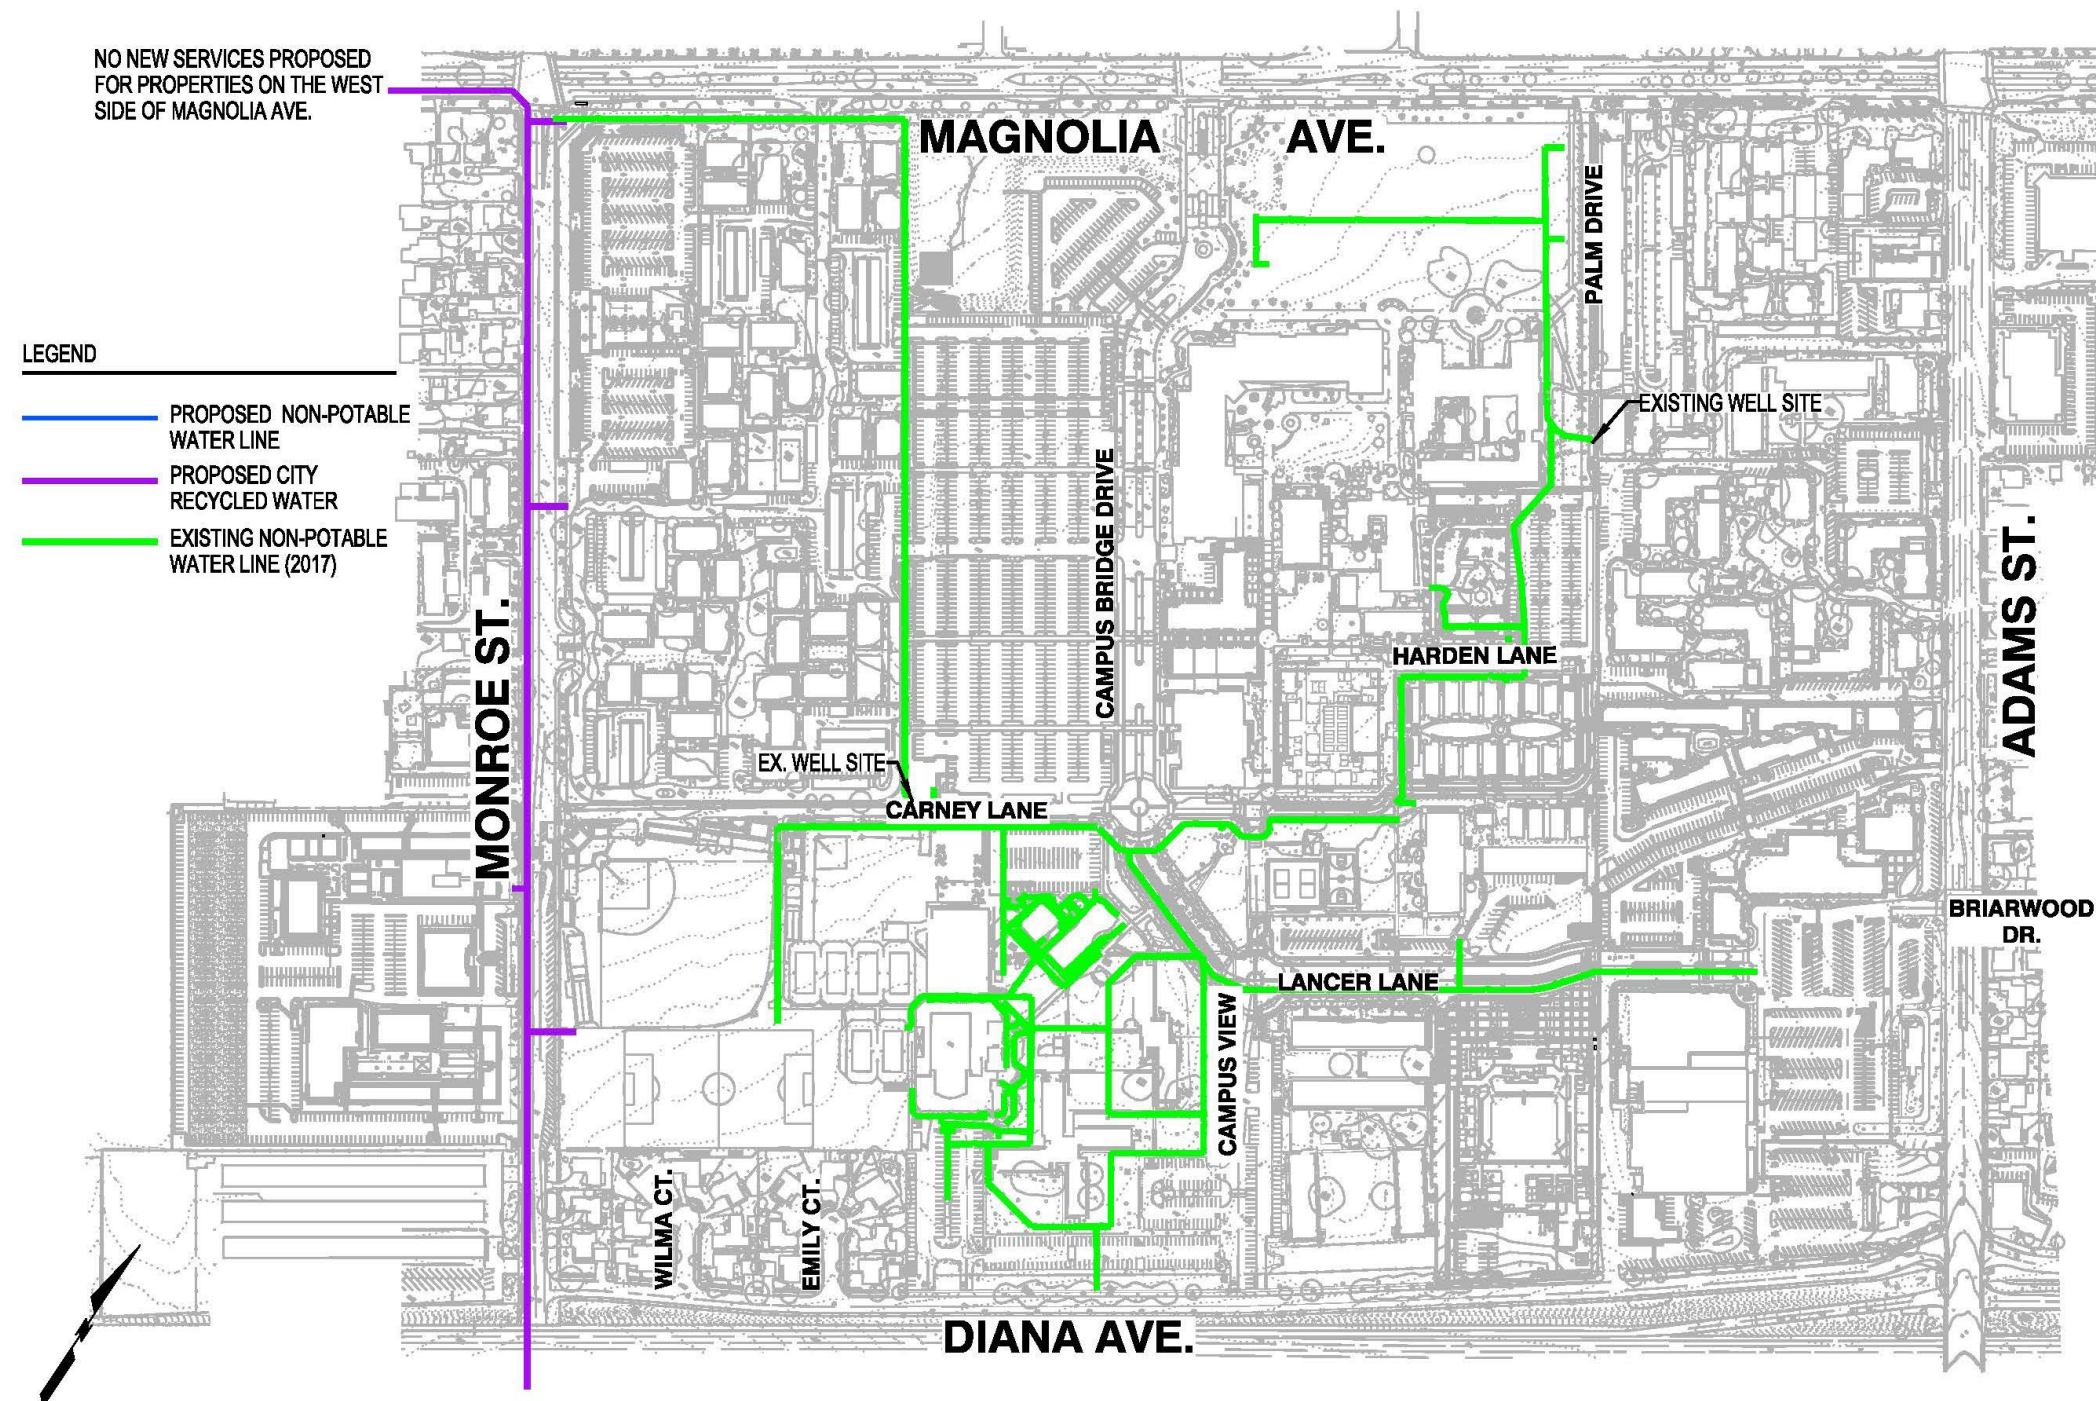 NO NEW SERVICES PROPOSED
FOR PROPERTIES ON THE WEST
SIDE OF MAGNOLIA AVE.
MAGNOLIA AVE.
PALM DRIVE
LEGEND
PROPOSED NON-POTABLE
WATER LINE
PROPOSED CITY
RECYCLED WATER
EXISTING NON-POTABLE
WATER LINE (2017)
EXISTING WELL SITE
CAMPUS BRIDGE DRIVE
MONROE ST.
ADAMS ST.
HARDEN LANE
EX. WELL SITE
CARNEY LANE
BRIARWOOD
DR.
LANCER LANE
CAMPUS VIEW
WILMA CT.
EMILY CT.
DIANA AVE.